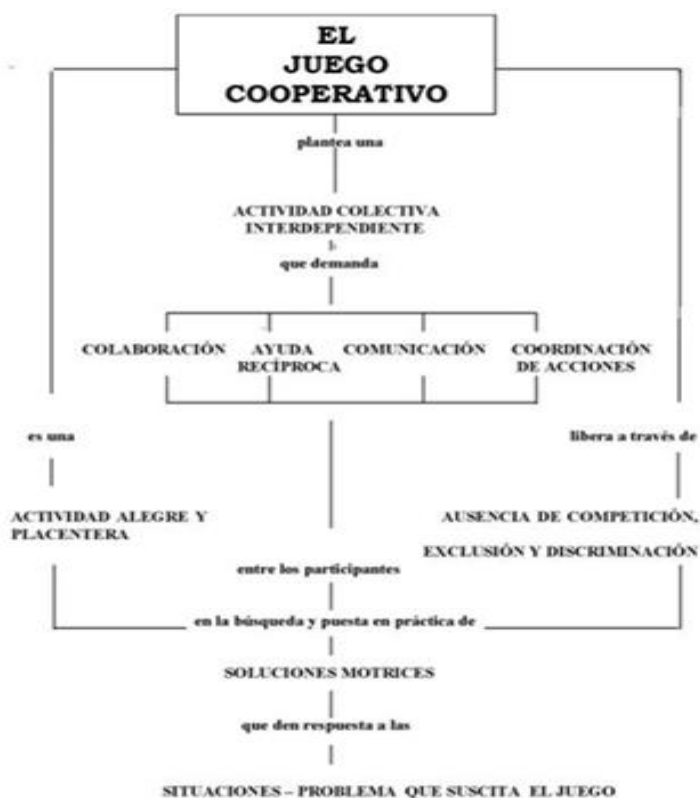 EL
JUEGO
COOPERATIVO
plantea una
ACTIVIDAD COLECTIVA
INTERDEPENDIENTE
que demanda
COLABORACIÓN
AYUDA
RECÍPROCA
COMUNICACIÓN
COORDINACIÓN
DE ACCIONES
es una
libera a través de
ACTIVIDAD ALEGRE Y
PLACENTERA
AUSENCIA DE COMPETICIÓN,
EXCLUSIÓN Y DISCRIMINACIÓN
entre los participantes
en la búsqueda y puesta en práctica de
SOLUCIONES MOTRICES
que den respuesta a las
SITUACIONES – PROBLEMA QUE SUSCITA EL JUEGO